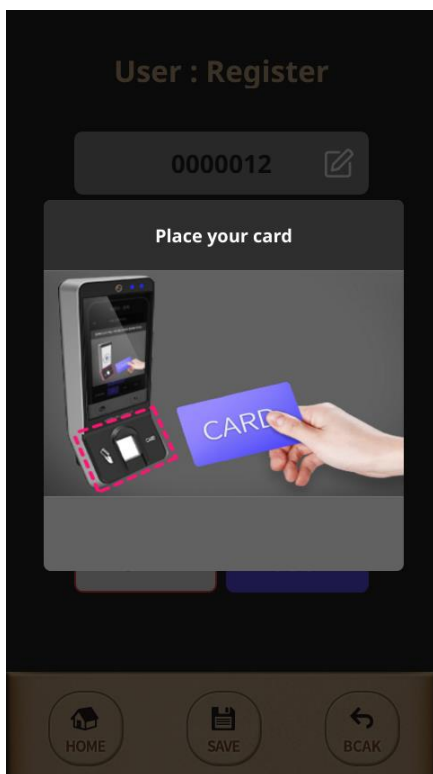 User : Register
0000012
Place your card
CARD
HOME
SAVE
BCAK